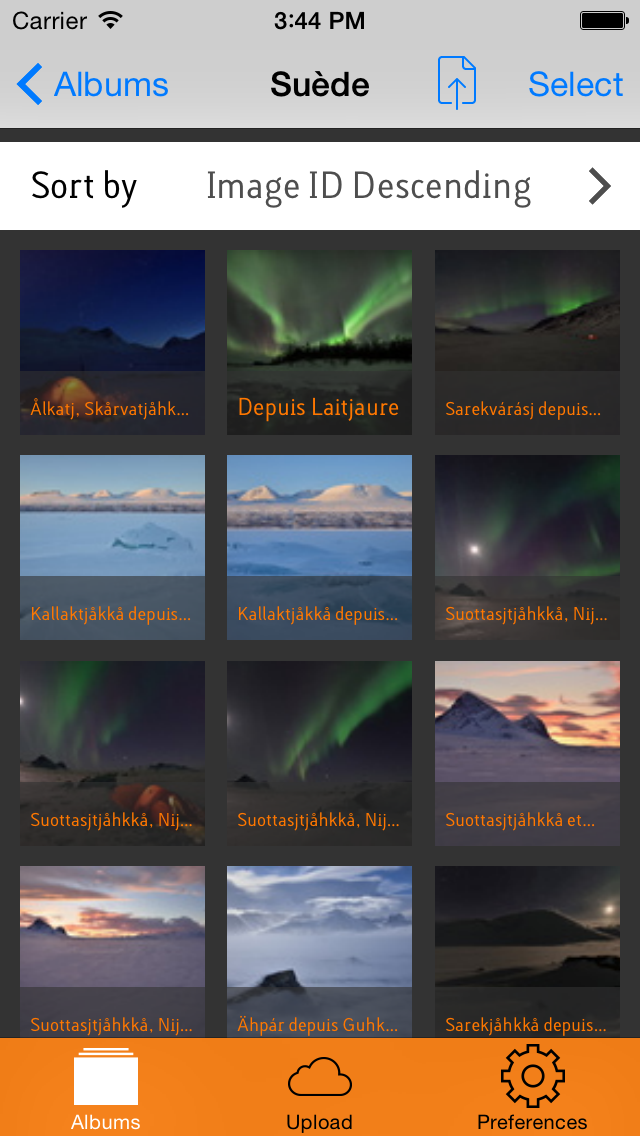 Carrier 3:44 PM
Albums Suède Select
Sort by Image ID Descending
Ålkatj, Skårvatjåhk...
Depuis Laitjaure
Sarekvárásj depuis...
Kallaktjåkkå depuis...
Kallaktjåkkå depuis...
Suottasjtjåhkkå, Nij...
Suottasjtjåhkkå, Nij...
Suottasjtjåhkkå, Nij...
Suottasjtjåhkkå et...
Suottasjtjåhkkå, Nij...
Ähpár depuis Guhk...
Sarekjåhkkå depuis...
Albums Upload Preferences